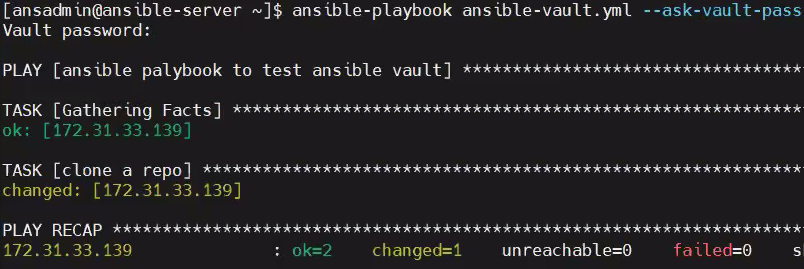 [ansadmin@ansible-server ~]$ ansible-playbook ansible-vault.yml --ask-vault-pass
Vault password:
PLAY [ansible palybook to test ansible vault] **********************************
TASK [Gathering Facts] *********************************************************
ok: [172.31.33.139]
TASK [clone a repo] ************************************************************
changed: [172.31.33.139]
PLAY RECAP *********************************************************************
172.31.33.139 : ok=2 changed=1 unreachable=0 failed=0